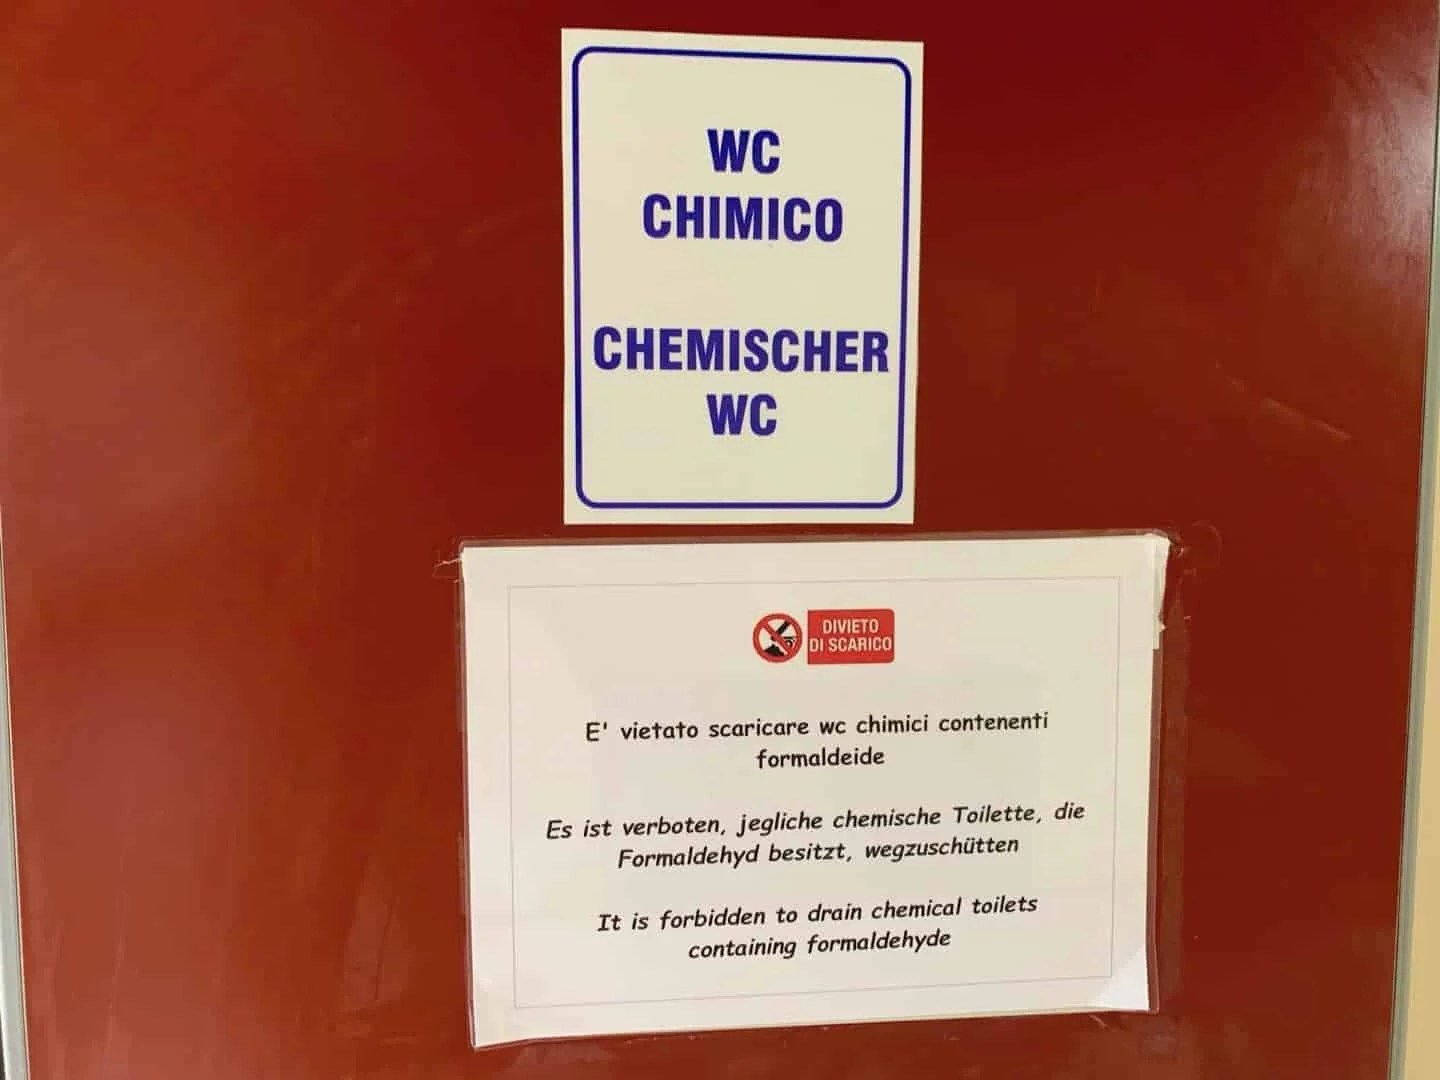 WC
CHIMICO
CHEMISCHER
WC
DIVIETO
DI SCARICO
E' vietato scaricare wc chimici contenenti
formaldeide
Es ist verboten, jegliche chemische Toilette, die
Formaldehyd besitzt, wegzuschütten
It is forbidden to drain chemical toilets
containing formaldehyde